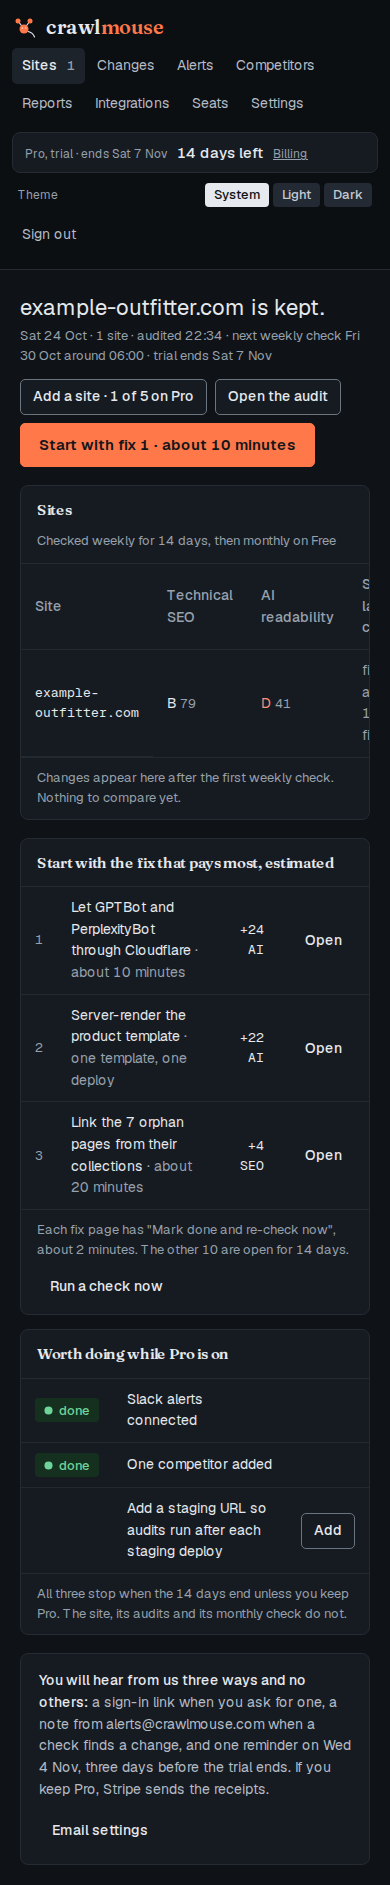 crawlmouse
Sites 1 Changes Alerts Competitors
Reports Integrations Seats Settings
Pro, trial · ends Sat 7 Nov 14 days left Billing
Theme System Light Dark
Sign out
example-outfitter.com is kept.
Sat 24 Oct · 1 site · audited 22:34 · next weekly check Fri
30 Oct around 06:00 · trial ends Sat 7 Nov
Add a site · 1 of 5 on Pro Open the audit
Start with fix 1 · about 10 minutes
Sites
Checked weekly for 14 days, then monthly on Free
Site Technical SEO AI readability
example-outfitter.com B 79 D 41
Changes appear here after the first weekly check.
Nothing to compare yet.
Start with the fix that pays most, estimated
1 Let GPTBot and
PerplexityBot
through Cloudflare ·
about 10 minutes
+24
AI
Open
2 Server-render the
product template ·
one template, one
deploy
+22
AI
Open
3 Link the 7 orphan
pages from their
collections · about
20 minutes
+4
SEO
Open
Each fix page has "Mark done and re-check now",
about 2 minutes. The other 10 are open for 14 days.
Run a check now
Worth doing while Pro is on
done Slack alerts
connected
done One competitor added
Add a staging URL so
audits run after each
staging deploy
Add
All three stop when the 14 days end unless you keep
Pro. The site, its audits and its monthly check do not.
You will hear from us three ways and no
others: a sign-in link when you ask for one, a
note from alerts@crawlmouse.com when a
check finds a change, and one reminder on Wed
4 Nov, three days before the trial ends. If you
keep Pro, Stripe sends the receipts.
Email settings